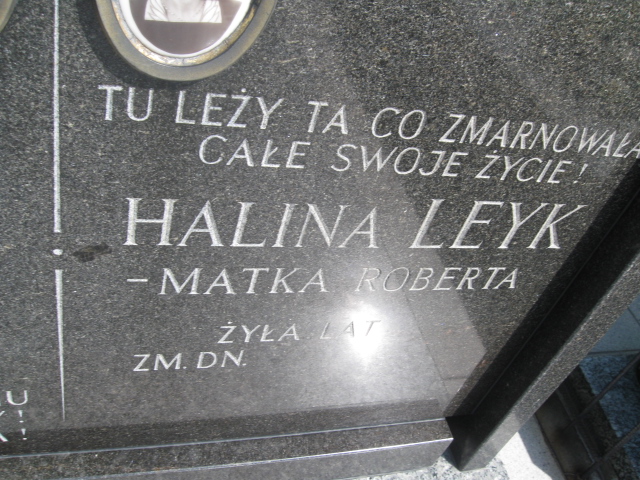 TU LEŻY TA CO ZMARNOWAŁA
CAŁE SWOJE ŻYCIE!
HALINA LEYK
-MATKA ROBERTA
ŻYŁA LAT
ZM. DN.